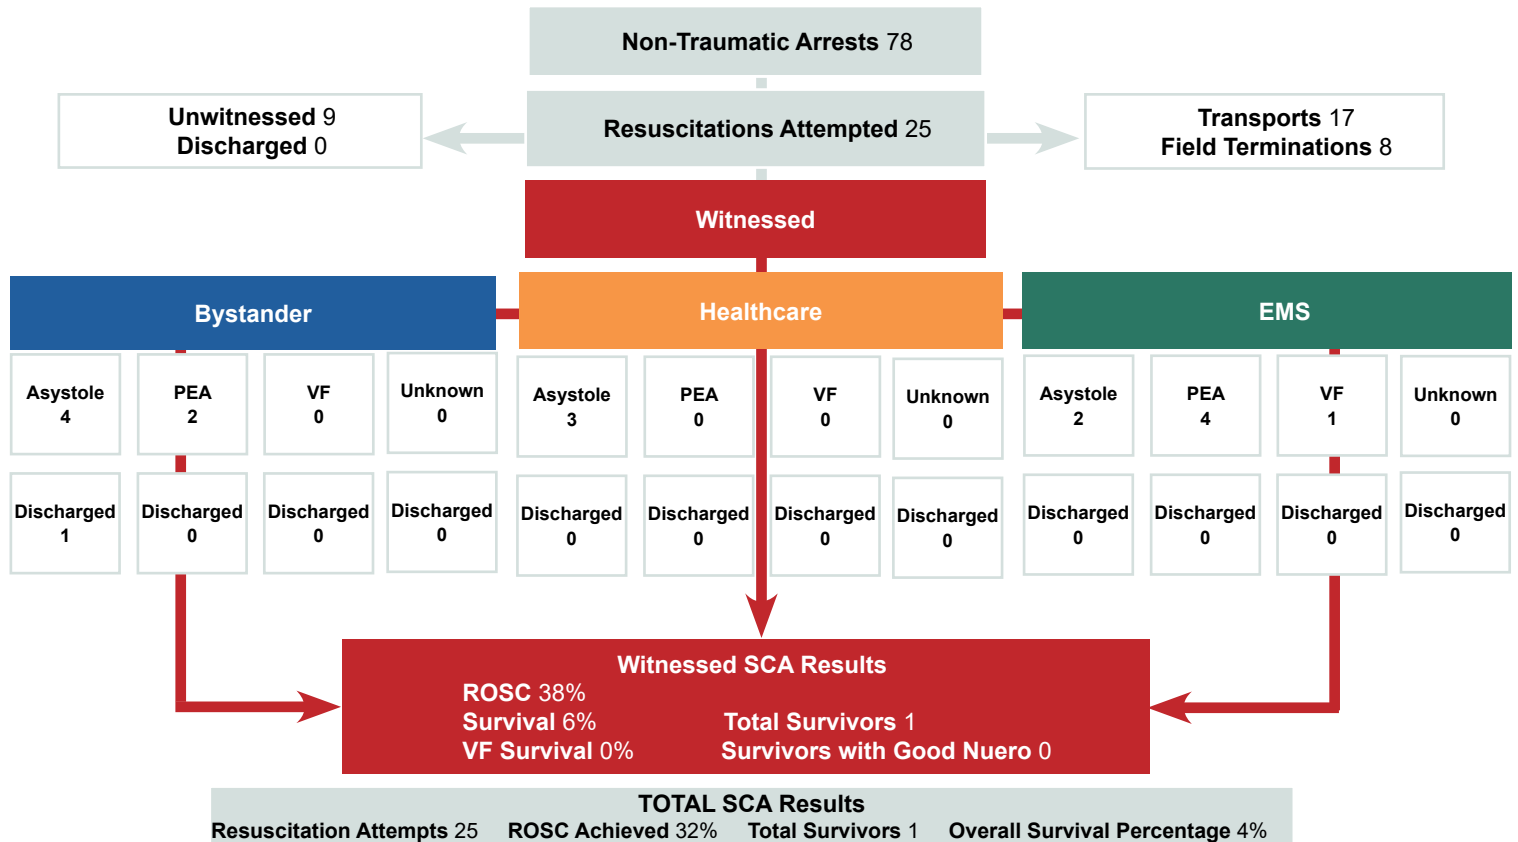 Non-Traumatic Arrests 78
Unwitnessed 9
Discharged 0
Resuscitations Attempted 25
Transports 17
Field Terminations 8
Witnessed
Bystander
Healthcare
EMS
Asystole
4
PEA
2
VF
0
Unknown
0
Asystole
3
PEA
0
VF
0
Unknown
0
Asystole
2
PEA
4
VF
1
Unknown
0
Discharged
1
Discharged
0
Discharged
0
Discharged
0
Discharged
0
Discharged
0
Discharged
0
Discharged
0
Discharged
0
Discharged
0
Discharged
0
Discharged
0
Witnessed SCA Results
ROSC 38%
Survival 6% Total Survivors 1
VF Survival 0% Survivors with Good Nuero 0
TOTAL SCA Results
Resuscitation Attempts 25 ROSC Achieved 32% Total Survivors 1 Overall Survival Percentage 4%